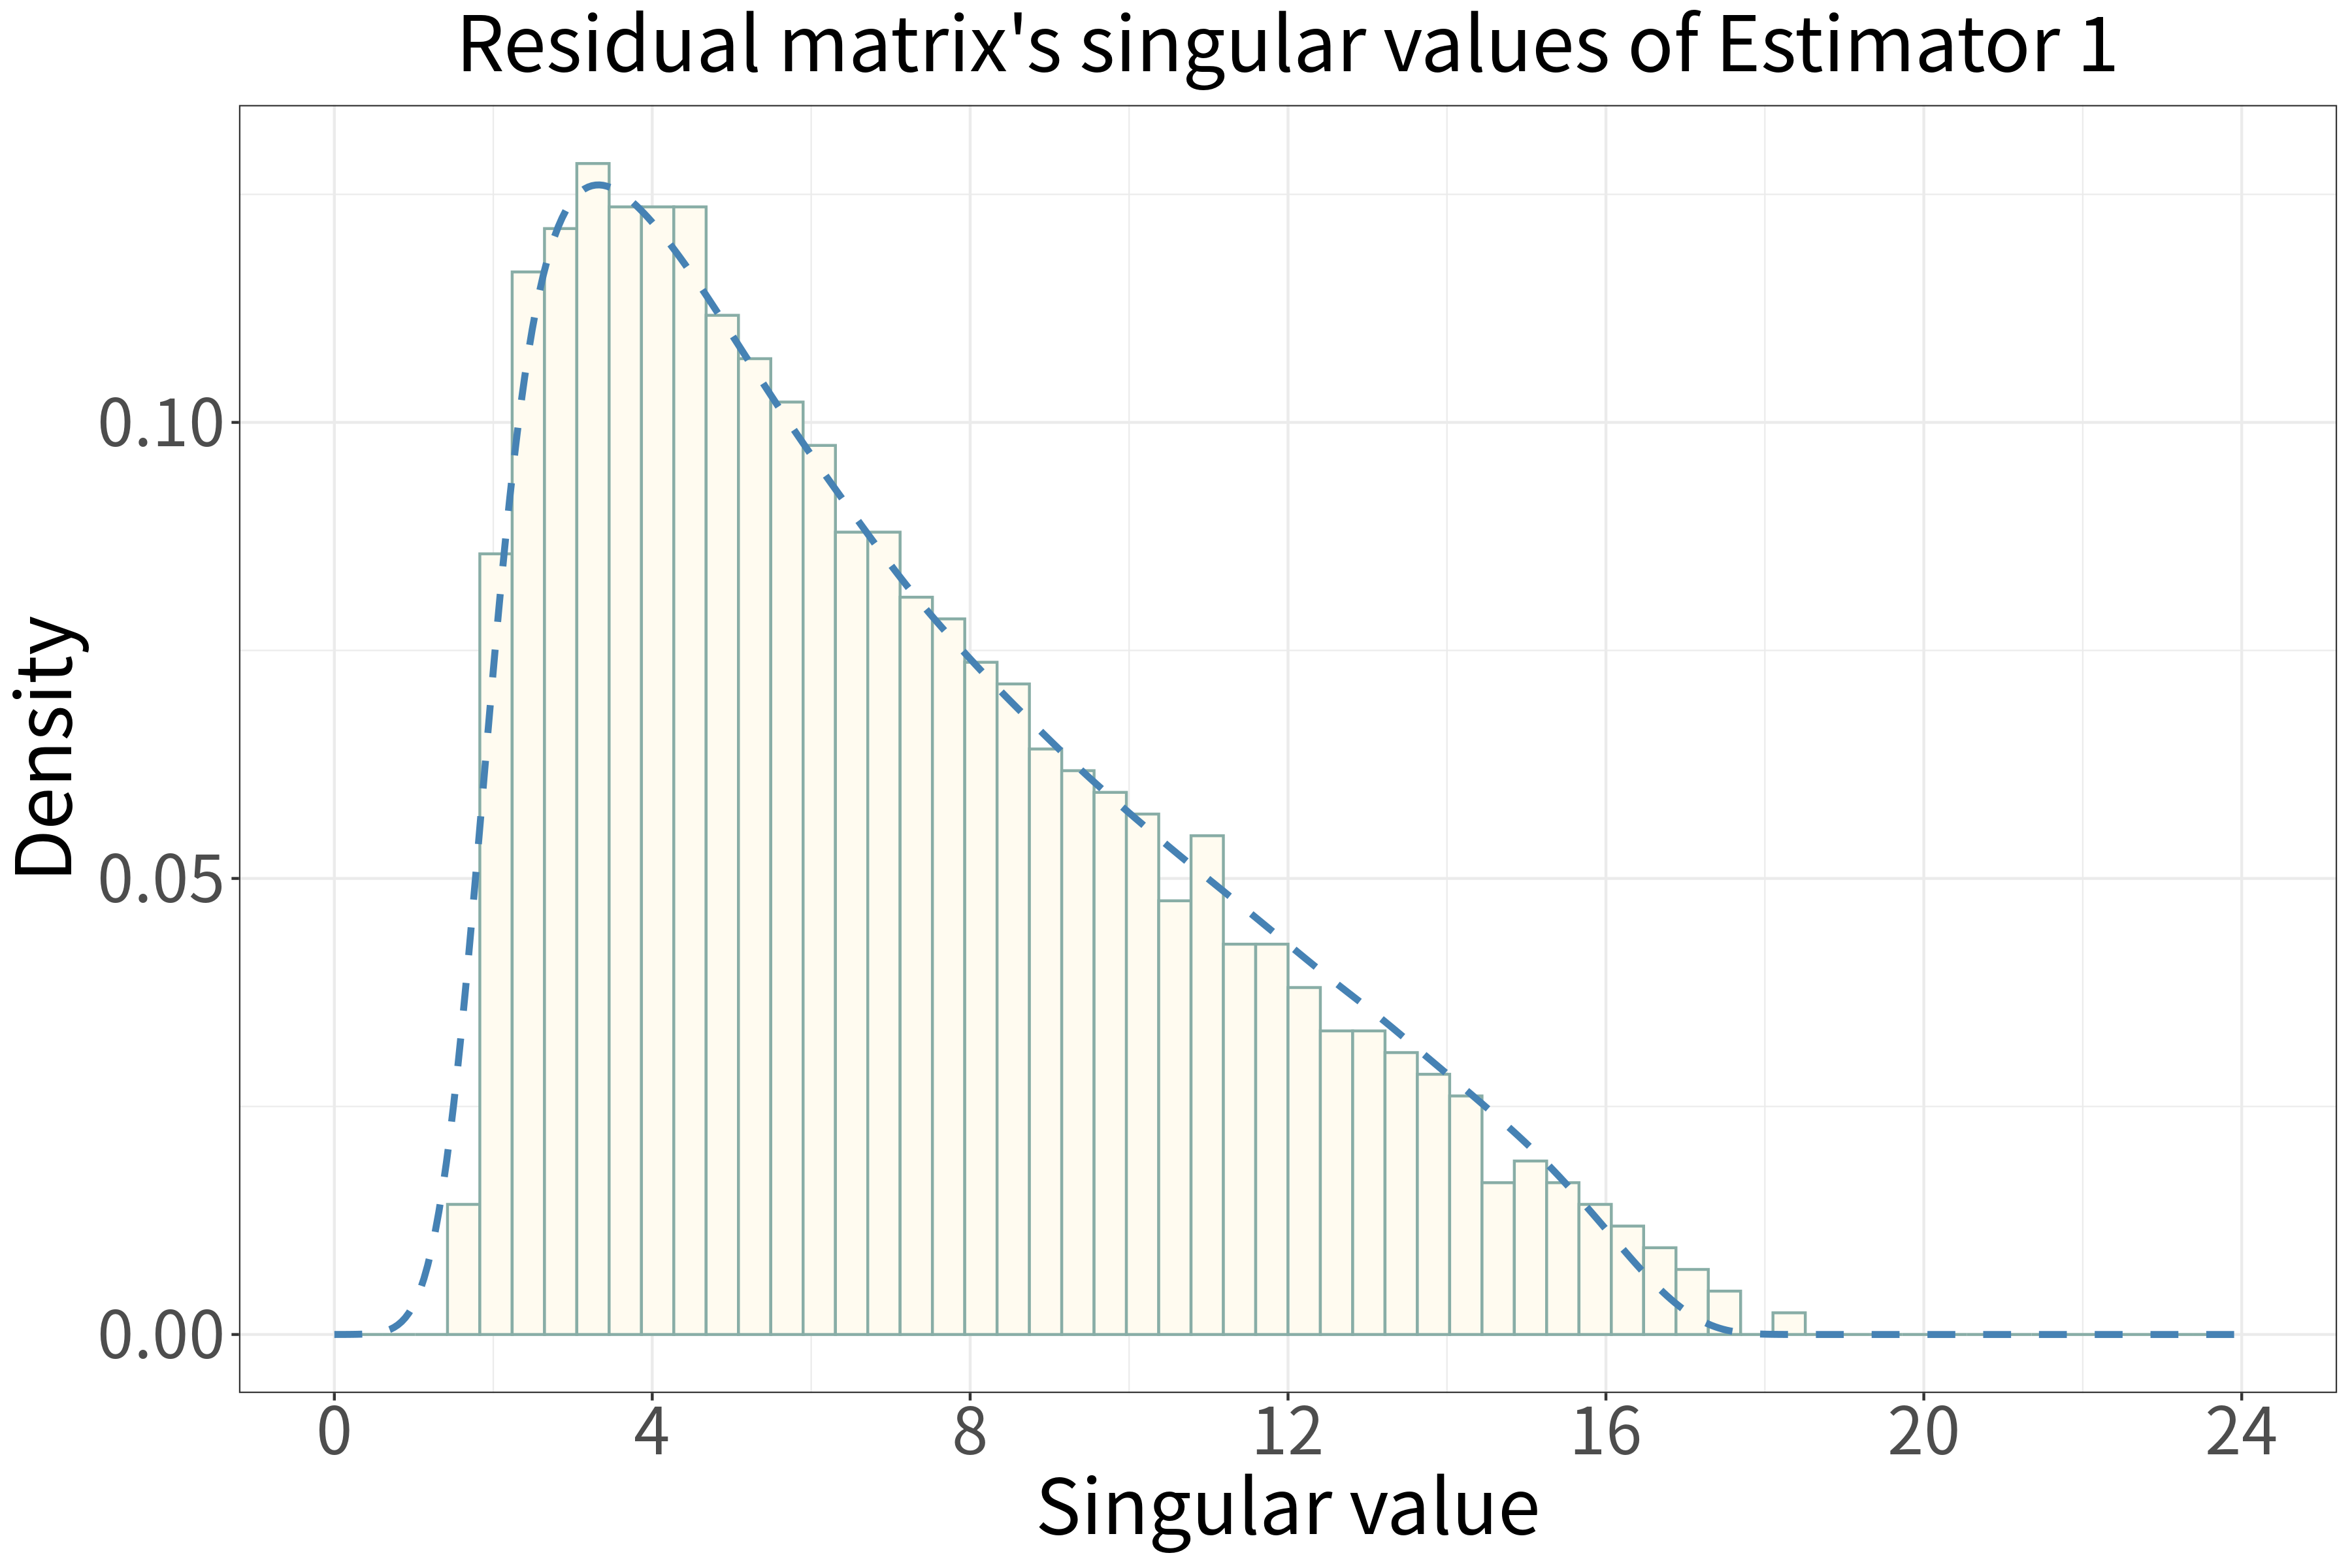 Residual matrix's singular values of Estimator 1
Density
0.10
0.05
0.00
0 4 8 12 16 20 24
Singular value